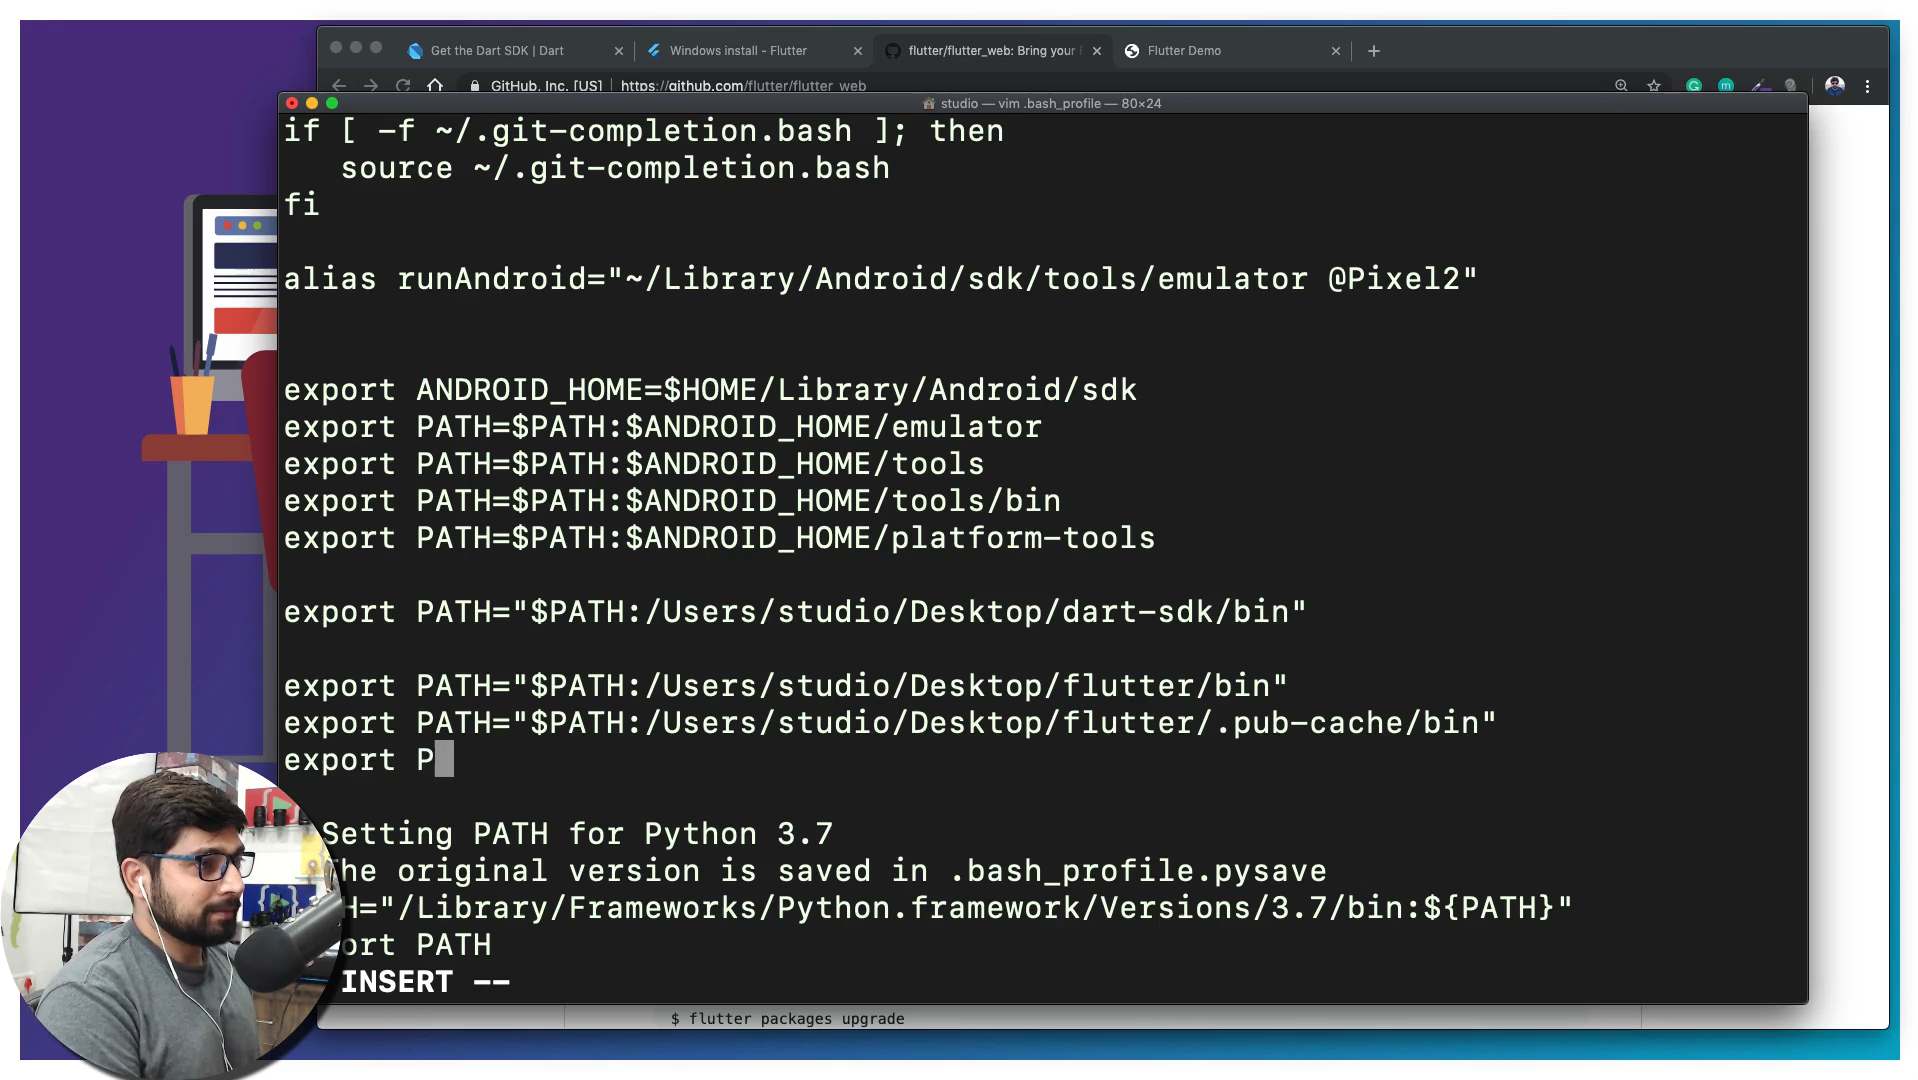 Get the Dart SDK | Dart
Windows install - Flutter
flutter/flutter_web: Bring your
Flutter Demo
GitHub, Inc. [US]
https://github.com/flutter/flutter_web
studio — vim .bash_profile — 80×24
if [ -f ~/.git-completion.bash ]; then
source ~/.git-completion.bash
fi
alias runAndroid="~/Library/Android/sdk/tools/emulator @Pixel2"
export ANDROID_HOME=$HOME/Library/Android/sdk
export PATH=$PATH:$ANDROID_HOME/emulator
export PATH=$PATH:$ANDROID_HOME/tools
export PATH=$PATH:$ANDROID_HOME/tools/bin
export PATH=$PATH:$ANDROID_HOME/platform-tools
export PATH="$PATH:/Users/studio/Desktop/dart-sdk/bin"
export PATH="$PATH:/Users/studio/Desktop/flutter/bin"
export PATH="$PATH:/Users/studio/Desktop/flutter/.pub-cache/bin"
export P
Setting PATH for Python 3.7
he original version is saved in .bash_profile.pysave
H="/Library/Frameworks/Python.framework/Versions/3.7/bin:${PATH}"
ort PATH
INSERT --
$ flutter packages upgrade